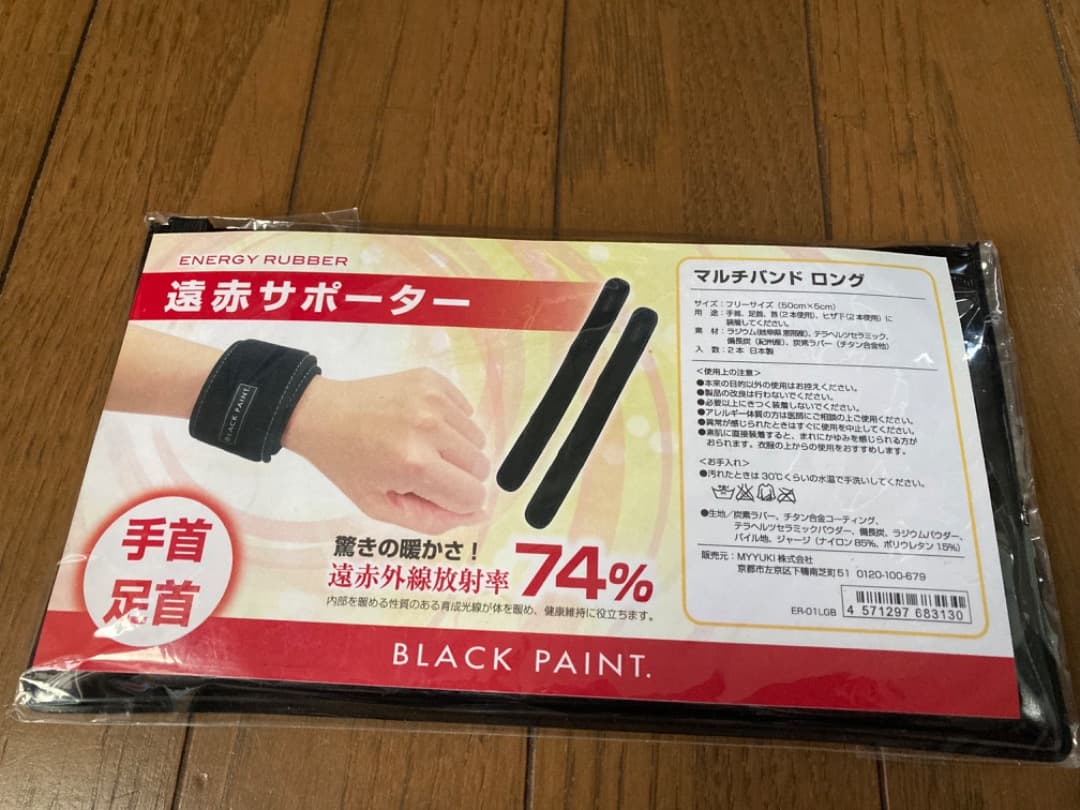 ENERGY RUBBER
遠赤サポーター
BLACK PAINT.
手首
足首
驚きの暖かさ！
遠赤外線放射率 74%
内部を暖める性質のある育成光線が体を暖め、健康維持に役立ちます。
BLACK PAINT.
マルチバンド ロング
サイズ：フリーサイズ（50cm×5cm）
用　途：手首、足首、首（2本使用）、ヒザ下（2本使用）に
装着してください。
素　材：ラジウム（岐阜県 恵那産）、テラヘルツセラミック、
備長炭（紀州産）、炭素ラバー（チタン合金他）
入　数：2本 日本製
＜使用上の注意＞
●本来の目的以外の使用はお控えください。
●製品の改良は行わないでください。
●必要以上にきつく装着しないでください。
●アレルギー体質の方は医師にご相談の上ご使用ください。
●異常が感じられたときはすぐに使用を中止してください。
●素肌に直接装着すると、まれにかゆみを感じられる方が
おられます。衣服の上からの使用をおすすめします。
＜お手入れ＞
●汚れたときは 30℃くらいの水温で手洗いしてください。
●生地／炭素ラバー、チタン合金コーティング、
テラヘルツセラミックパウダー、備長炭、ラジウムパウダー、
パイル地、ジャージ（ナイロン85%、ポリウレタン15%）
販売元：MYYUKI 株式会社
京都市左京区下鴨南芝町51　0120-100-679
ER-01LGB
4 571297 683130